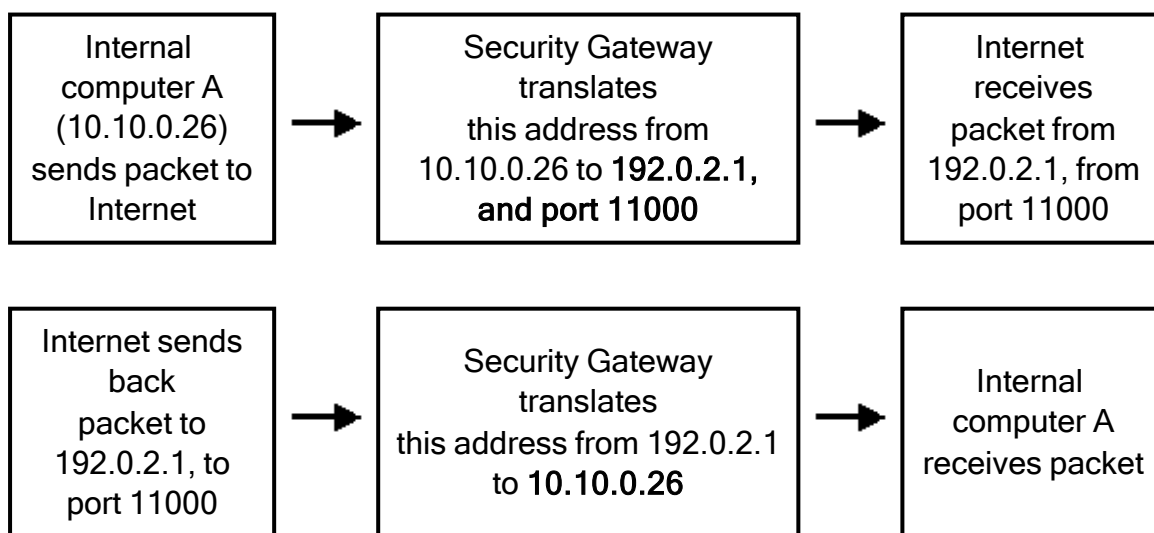 Internal
computer A
(10.10.0.26)
sends packet to
Internet
Security Gateway
translates
this address from
10.10.0.26 to 192.0.2.1,
and port 11000
Internet
receives
packet from
192.0.2.1, from
port 11000
Internet sends
back
packet to
192.0.2.1, to
port 11000
Security Gateway
translates
this address from 192.0.2.1
to 10.10.0.26
Internal
computer A
receives packet